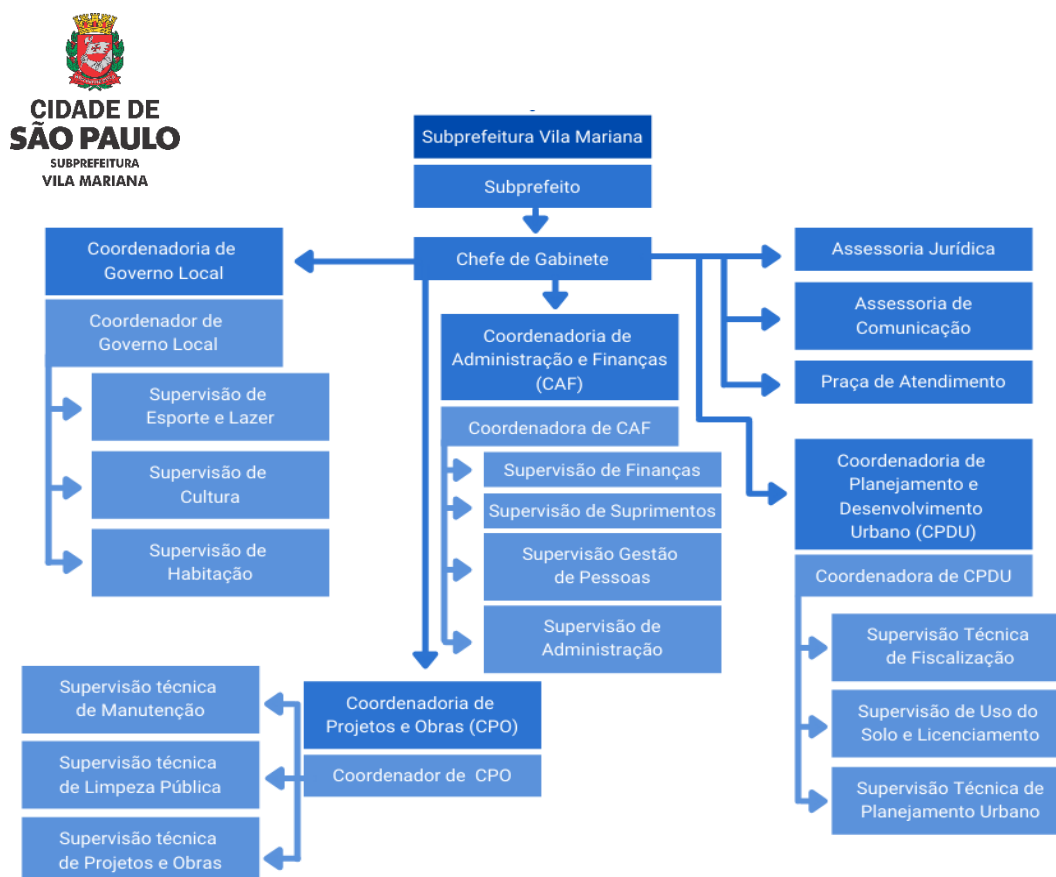 CIDADE DE
SÃO PAULO
SUBPREFEITURA
VILA MARIANA
Subprefeitura Vila Mariana
Subprefeito
Chefe de Gabinete
Coordenadoria de
Governo Local
Coordenador de
Governo Local
Supervisão de
Esporte e Lazer
Supervisão de
Cultura
Supervisão de
Habitação
Coordenadoria de
Administração e Finanças
(CAF)
Coordenadora de CAF
Supervisão de Finanças
Supervisão de Suprimentos
Supervisão Gestão
de Pessoas
Supervisão de
Administração
Assessoria Jurídica
Assessoria de
Comunicação
Praça de Atendimento
Coordenadoria de
Planejamento e
Desenvolvimento
Urbano (CPDU)
Coordenadora de CPDU
Supervisão Técnica
de Fiscalização
Supervisão de Uso do
Solo e Licenciamento
Supervisão Técnica de
Planejamento Urbano
Coordenadoria de
Projetos e Obras (CPO)
Coordenador de CPO
Supervisão técnica
de Manutenção
Supervisão técnica
de Limpeza Pública
Supervisão técnica
de Projetos e Obras